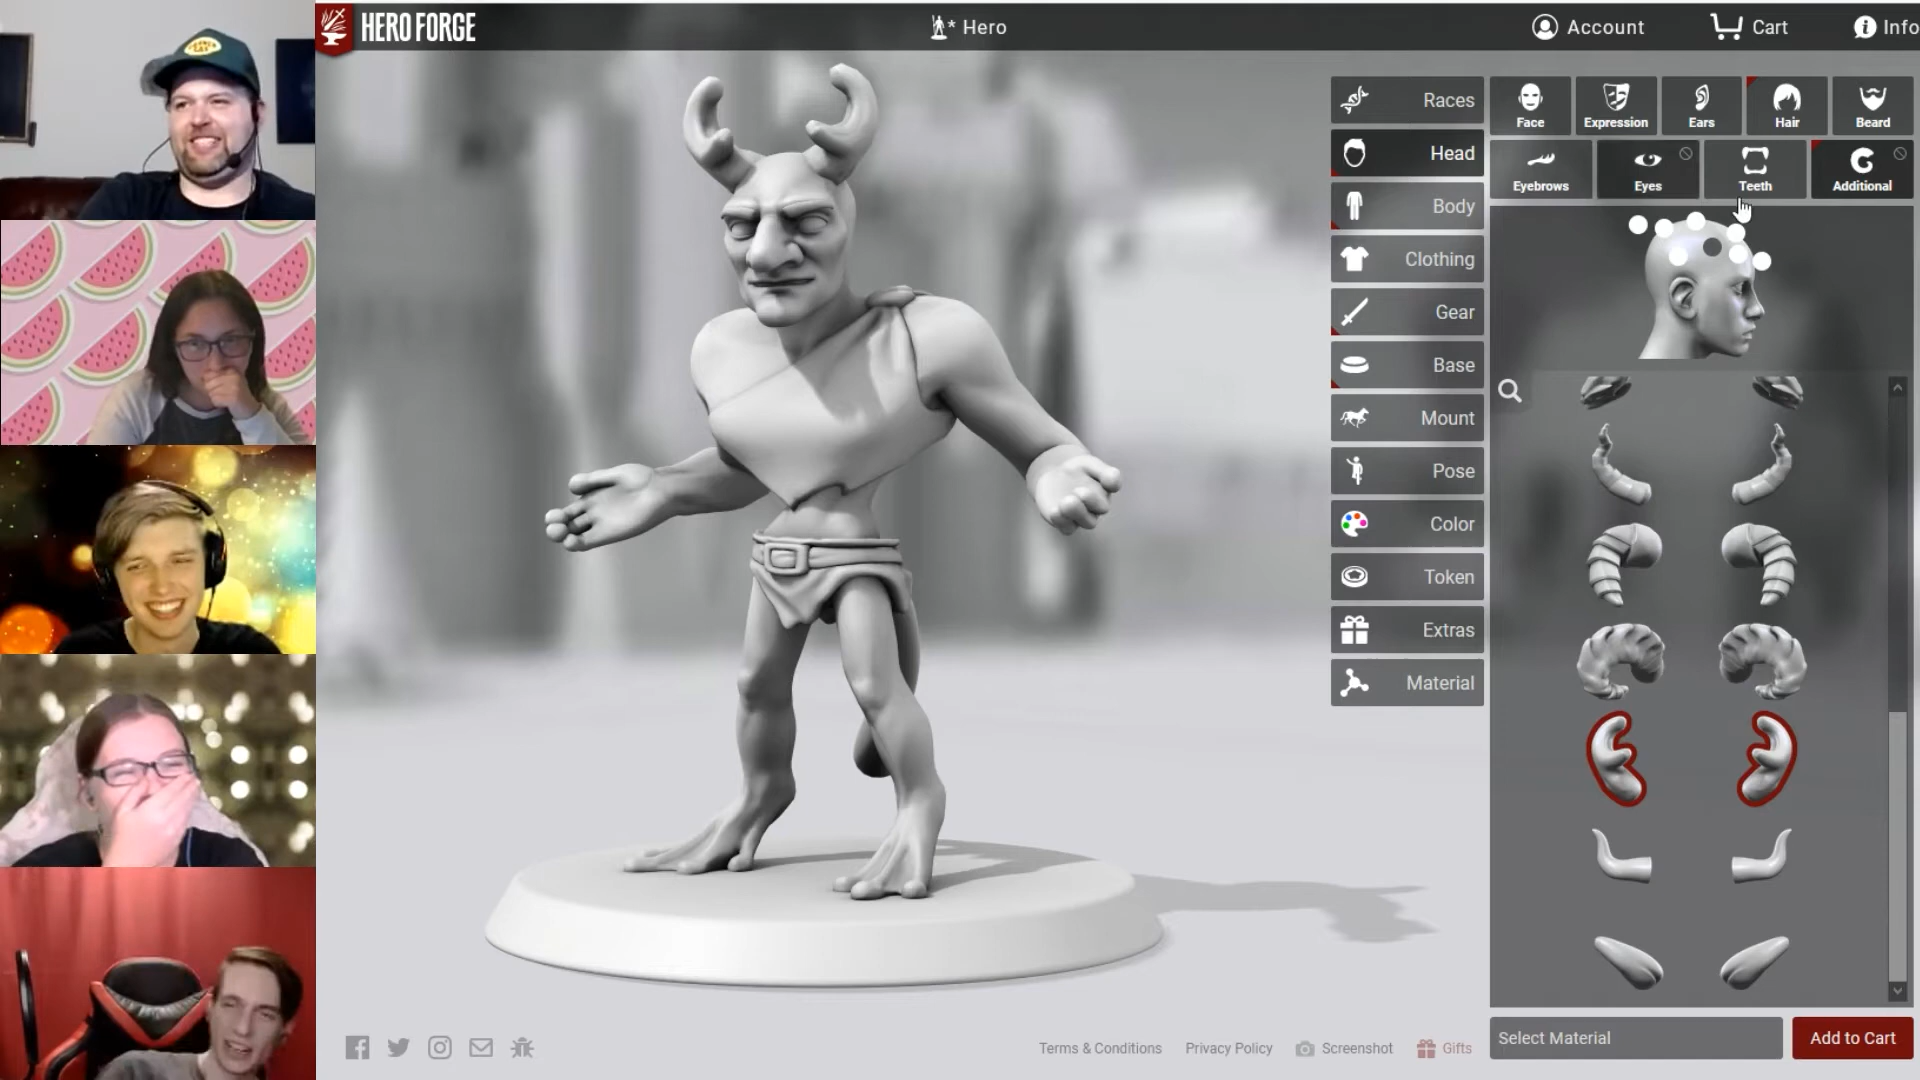 HERO FORGE
* Hero
Account
Cart
Info
Races
Head
Body
Clothing
Gear
Base
Mount
Pose
Color
Token
Extras
Material
Face
Expression
Ears
Hair
Beard
Eyebrows
Eyes
Teeth
Additional
Terms & Conditions
Privacy Policy
Screenshot
Gifts
Select Material
Add to Cart